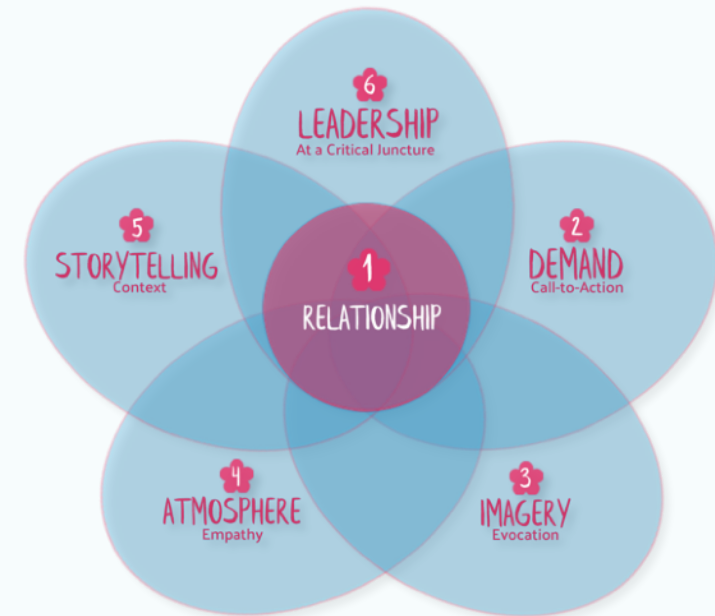 1
RELATIONSHIP
2
DEMAND
Call-to-Action
3
IMAGERY
Evocation
4
ATMOSPHERE
Empathy
5
STORYTELLING
Context
6
LEADERSHIP
At a Critical Juncture